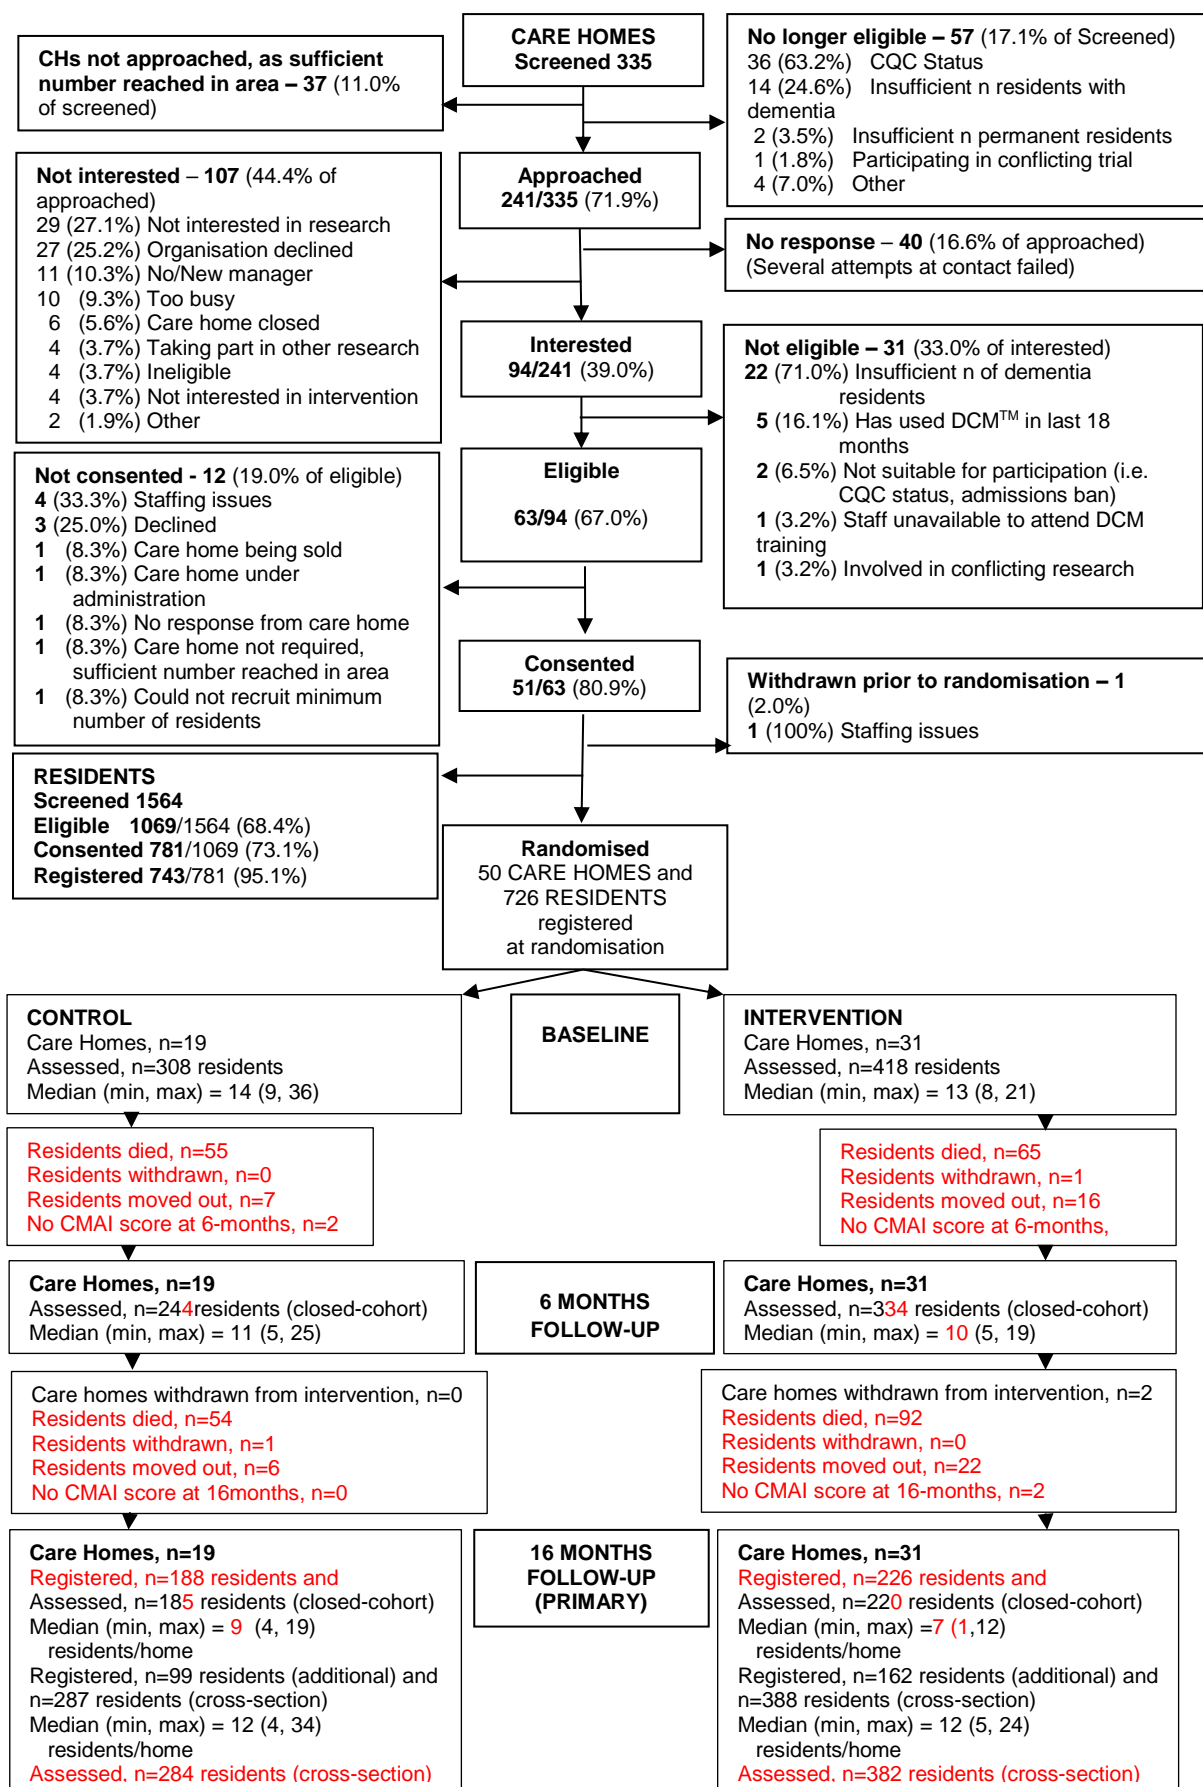 CARE HOMES
Screened 335
CHs not approached, as sufficient
number reached in area – 37 (11.0%
of screened)
No longer eligible – 57 (17.1% of Screened)
36 (63.2%) CQC Status
14 (24.6%) Insufficient n residents with
dementia
2 (3.5%) Insufficient n permanent residents
1 (1.8%) Participating in conflicting trial
4 (7.0%) Other
Approached
241/335 (71.9%)
Not interested – 107 (44.4% of
approached)
29 (27.1%) Not interested in research
27 (25.2%) Organisation declined
11 (10.3%) No/New manager
10 (9.3%) Too busy
6 (5.6%) Care home closed
4 (3.7%) Taking part in other research
4 (3.7%) Ineligible
4 (3.7%) Not interested in intervention
2 (1.9%) Other
No response – 40 (16.6% of approached)
(Several attempts at contact failed)
Interested
94/241 (39.0%)
Not eligible – 31 (33.0% of interested)
22 (71.0%) Insufficient n of dementia
residents
5 (16.1%) Has used DCM™ in last 18
months
2 (6.5%) Not suitable for participation (i.e.
CQC status, admissions ban)
1 (3.2%) Staff unavailable to attend DCM
training
1 (3.2%) Involved in conflicting research
Eligible
63/94 (67.0%)
Not consented - 12 (19.0% of eligible)
4 (33.3%) Staffing issues
3 (25.0%) Declined
1 (8.3%) Care home being sold
1 (8.3%) Care home under
administration
1 (8.3%) No response from care home
1 (8.3%) Care home not required,
sufficient number reached in area
1 (8.3%) Could not recruit minimum
number of residents
Consented
51/63 (80.9%)
Withdrawn prior to randomisation – 1
(2.0%)
1 (100%) Staffing issues
RESIDENTS
Screened 1564
Eligible 1069/1564 (68.4%)
Consented 781/1069 (73.1%)
Registered 743/781 (95.1%)
Randomised
50 CARE HOMES and
726 RESIDENTS
registered
at randomisation
CONTROL
Care Homes, n=19
Assessed, n=308 residents
Median (min, max) = 14 (9, 36)
BASELINE
INTERVENTION
Care Homes, n=31
Assessed, n=418 residents
Median (min, max) = 13 (8, 21)
Residents died, n=55
Residents withdrawn, n=0
Residents moved out, n=7
No CMAI score at 6-months, n=2
Residents died, n=65
Residents withdrawn, n=1
Residents moved out, n=16
No CMAI score at 6-months,
Care Homes, n=19
Assessed, n=244residents (closed-cohort)
Median (min, max) = 11 (5, 25)
6 MONTHS
FOLLOW-UP
Care Homes, n=31
Assessed, n=334 residents (closed-cohort)
Median (min, max) = 10 (5, 19)
Care homes withdrawn from intervention, n=0
Residents died, n=54
Residents withdrawn, n=1
Residents moved out, n=6
No CMAI score at 16months, n=0
Care homes withdrawn from intervention, n=2
Residents died, n=92
Residents withdrawn, n=0
Residents moved out, n=22
No CMAI score at 16-months, n=2
Care Homes, n=19
Registered, n=188 residents and
Assessed, n=185 residents (closed-cohort)
Median (min, max) = 9 (4, 19)
residents/home
Registered, n=99 residents (additional) and
n=287 residents (cross-section)
Median (min, max) = 12 (4, 34)
residents/home
Assessed, n=284 residents (cross-section)
16 MONTHS
FOLLOW-UP
(PRIMARY)
Care Homes, n=31
Registered, n=226 residents and
Assessed, n=220 residents (closed-cohort)
Median (min, max) =7 (1,12)
residents/home
Registered, n=162 residents (additional) and
n=388 residents (cross-section)
Median (min, max) = 12 (5, 24)
residents/home
Assessed, n=382 residents (cross-section)